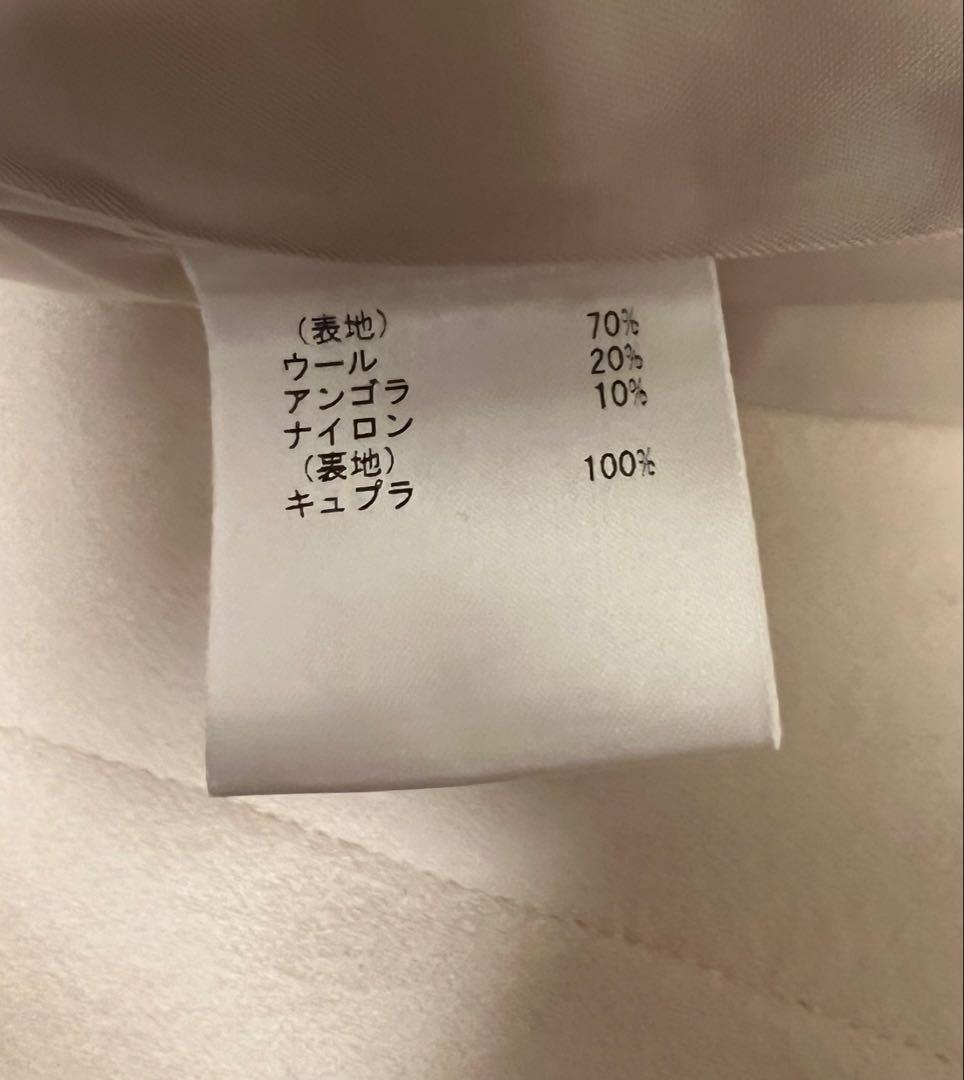 （表地） 70%
ウール 20%
アンゴラ 10%
ナイロン
（裏地） 100%
キュプラ